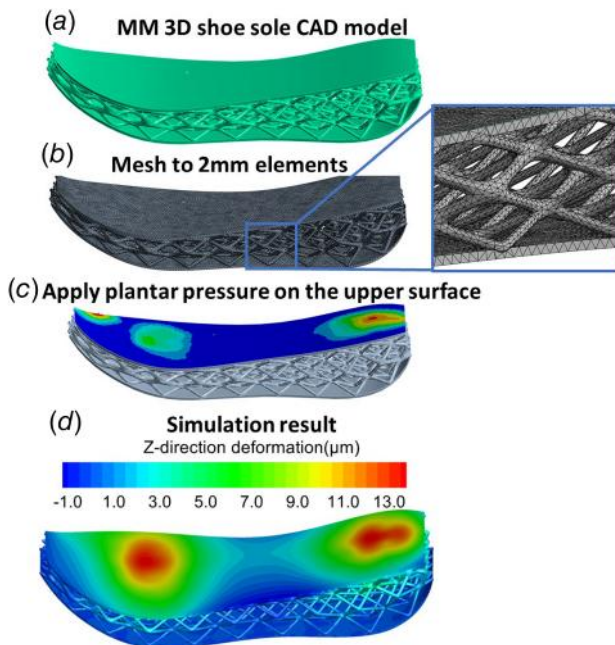 (a) MM 3D shoe sole CAD model
(b) Mesh to 2mm elements
(c) Apply plantar pressure on the upper surface
(d) Simulation result
Z-direction deformation(µm)
-1.0 1.0 3.0 5.0 7.0 9.0 11.0 13.0